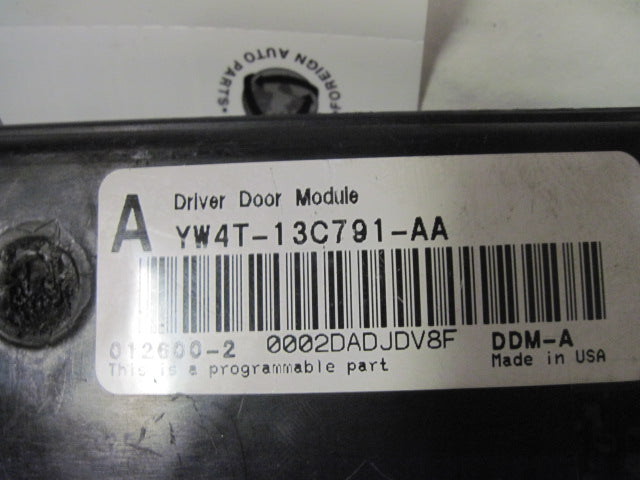 FOREIGN AUTO PARTS
A
Driver Door Module
YW4T-13C791-AA
012600-2 0002DADJDV8F DDM-A
This is a programmable part Made in USA